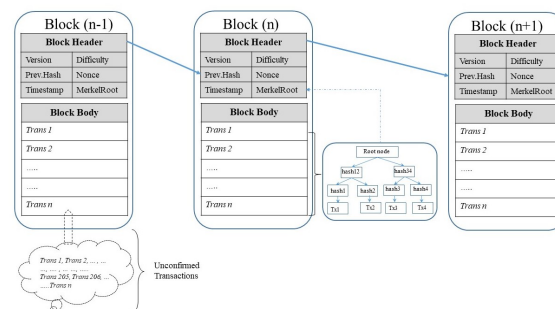 Block (n-1)
Block Header
Version Difficulty
Prev.Hash Nonce
Timestamp MerkelRoot
Block Body
Trans 1
Trans 2
.....
.....
Trans n
Trans 1, Trans 2, ... , ...
..., ... , ... ... , .....
Trans 205, Trans 206, ...
.....Trans n
Unconfirmed
Transactions
Block (n)
Block Header
Version Difficulty
Prev.Hash Nonce
Timestamp MerkelRoot
Block Body
Trans 1
Trans 2
.....
.....
Trans n
Root node
hash12 hash34
hash1 hash2 hash3 hash4
Tx1 Tx2 Tx3 Tx4
Block (n+1)
Block Header
Version Difficulty
Prev.Hash Nonce
Timestamp MerkelRoot
Block Body
Trans 1
Trans 2
.....
.....
Trans n